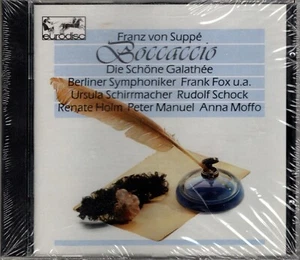 eurodisc
Franz von Suppé
Boccaccio
Die Schöne Galathée
Berliner Symphoniker Frank Fox u.a.
Ursula Schirrmacher Rudolf Schock
Renate Holm Peter Manuel Anna Moffo